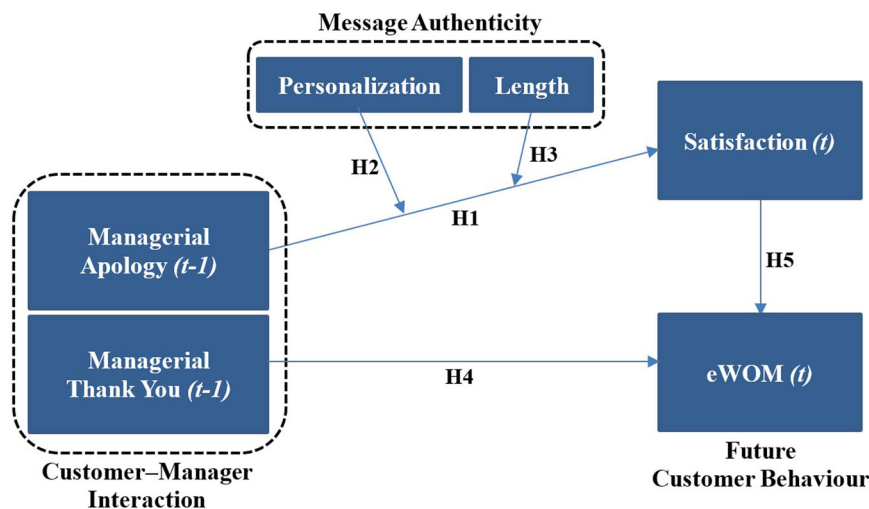 Message Authenticity
Personalization
Length
Satisfaction (t)
H2
H3
H1
Managerial
Apology (t-1)
H5
Managerial
Thank You (t-1)
H4
eWOM (t)
Customer–Manager
Interaction
Future
Customer Behaviour